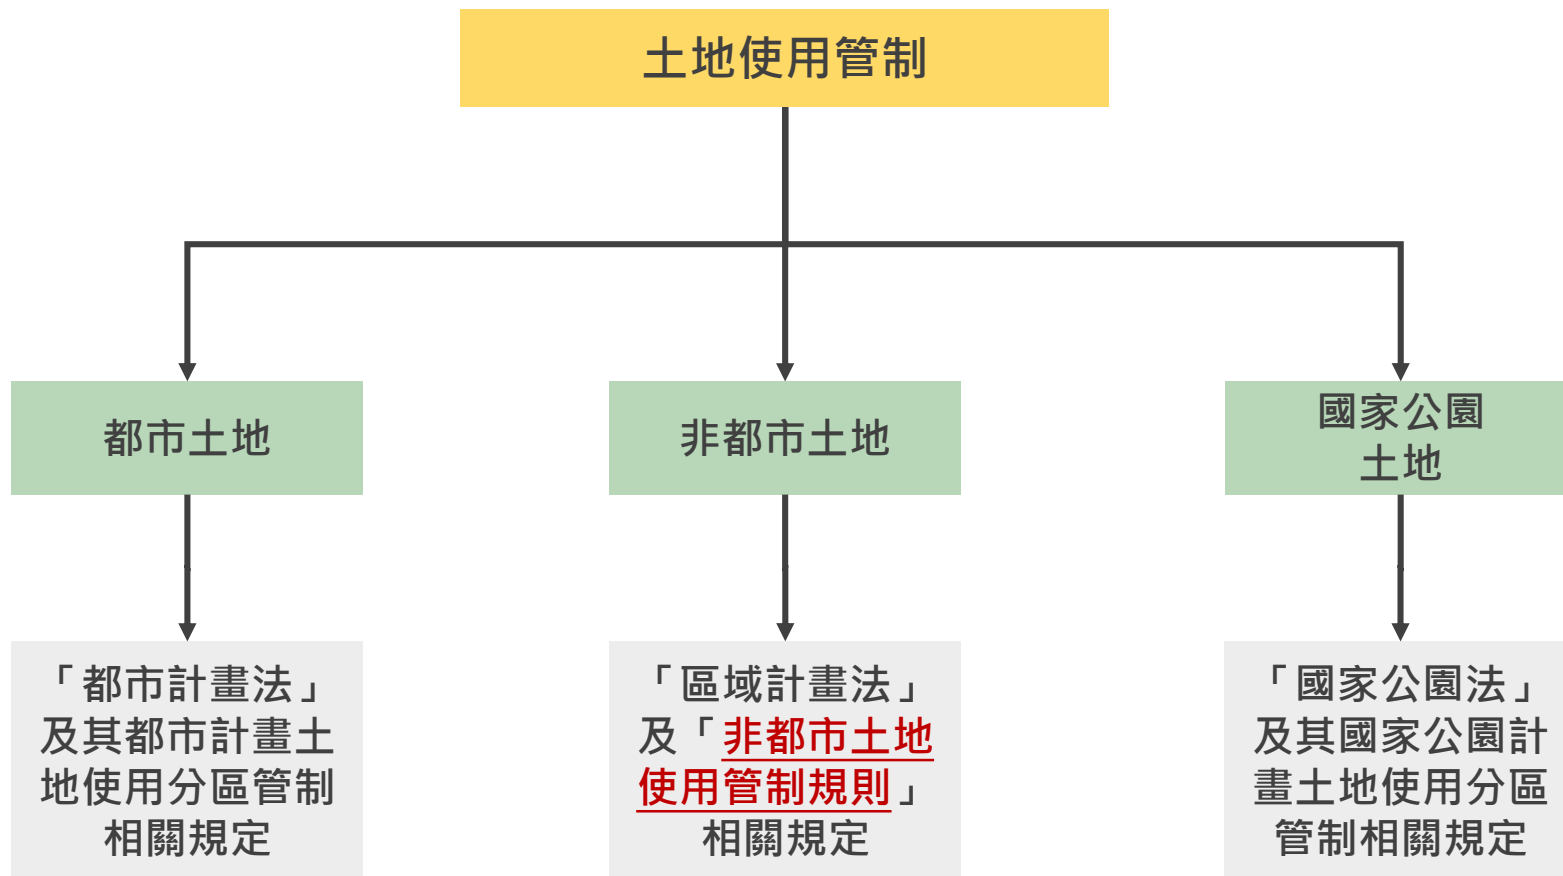 土地使用管制
都市土地
非都市土地
國家公園
土地
「都市計畫法」
及其都市計畫土
地使用分區管制
相關規定
「區域計畫法」
及「非都市土地
使用管制規則」
相關規定
「國家公園法」
及其國家公園計
畫土地使用分區
管制相關規定